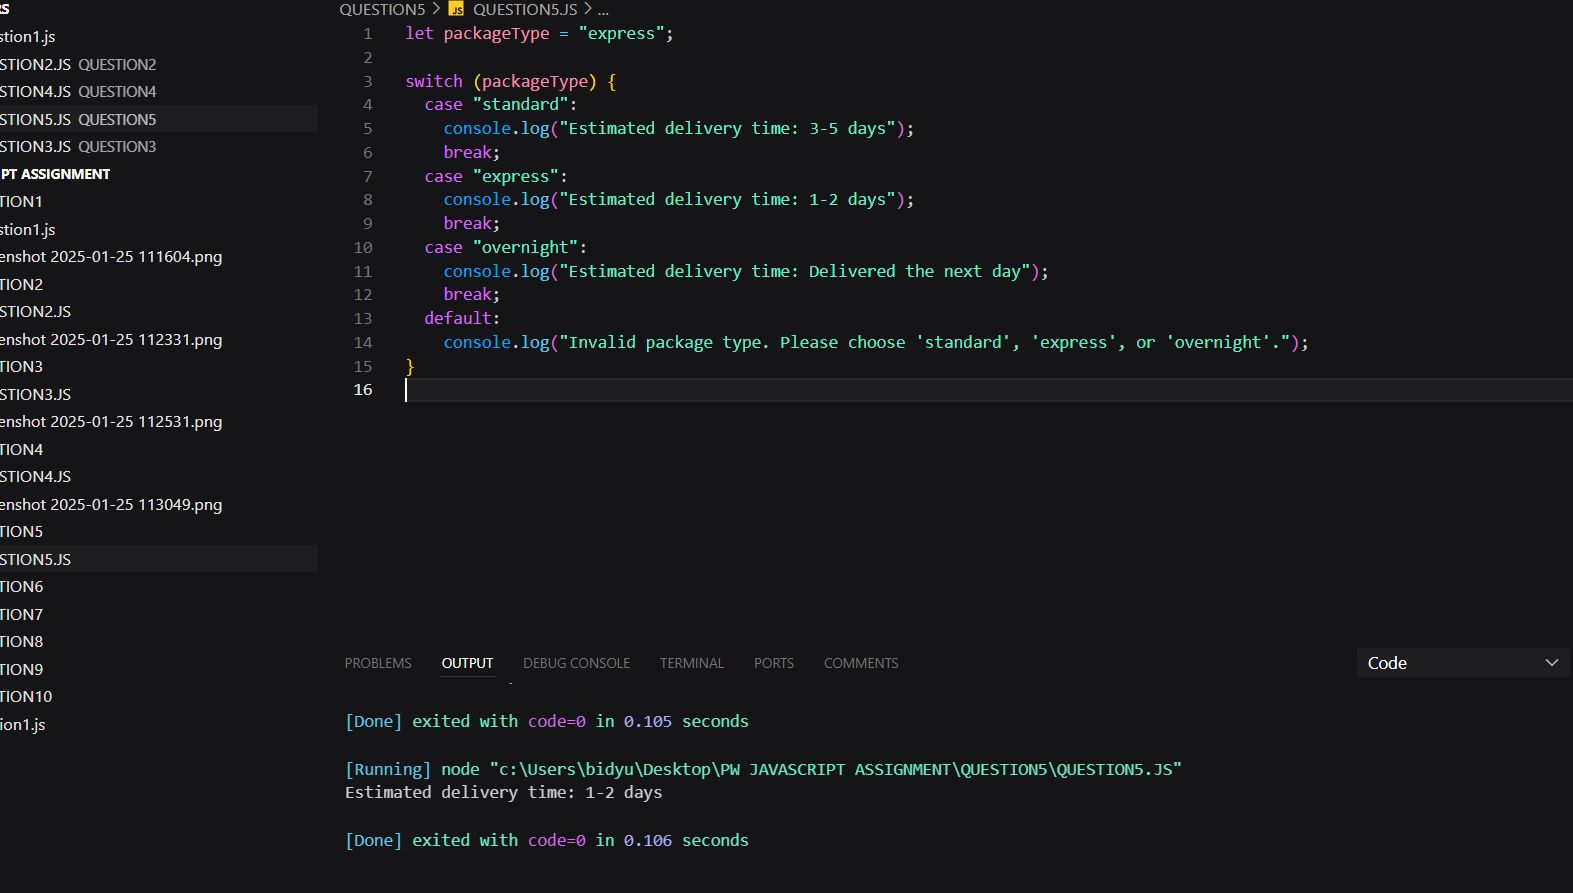 RS
stion1.js
STION2.JS QUESTION2
STION4.JS QUESTION4
STION5.JS QUESTION5
STION3.JS QUESTION3
PT ASSIGNMENT
TION1
stion1.js
enshot 2025-01-25 111604.png
TION2
STION2.JS
enshot 2025-01-25 112331.png
TION3
STION3.JS
enshot 2025-01-25 112531.png
TION4
STION4.JS
enshot 2025-01-25 113049.png
TION5
STION5.JS
TION6
TION7
TION8
TION9
TION10
ion1.js
QUESTION5 > JS QUESTION5.JS > ...
1 let packageType = "express";
2
3 switch (packageType) {
4 case "standard":
5 console.log("Estimated delivery time: 3-5 days");
6 break;
7 case "express":
8 console.log("Estimated delivery time: 1-2 days");
9 break;
10 case "overnight":
11 console.log("Estimated delivery time: Delivered the next day");
12 break;
13 default:
14 console.log("Invalid package type. Please choose 'standard', 'express', or 'overnight'.");
15 }
16
PROBLEMS OUTPUT DEBUG CONSOLE TERMINAL PORTS COMMENTS Code
[Done] exited with code=0 in 0.105 seconds
[Running] node "c:\Users\bidyu\Desktop\PW JAVASCRIPT ASSIGNMENT\QUESTION5\QUESTION5.JS"
Estimated delivery time: 1-2 days
[Done] exited with code=0 in 0.106 seconds